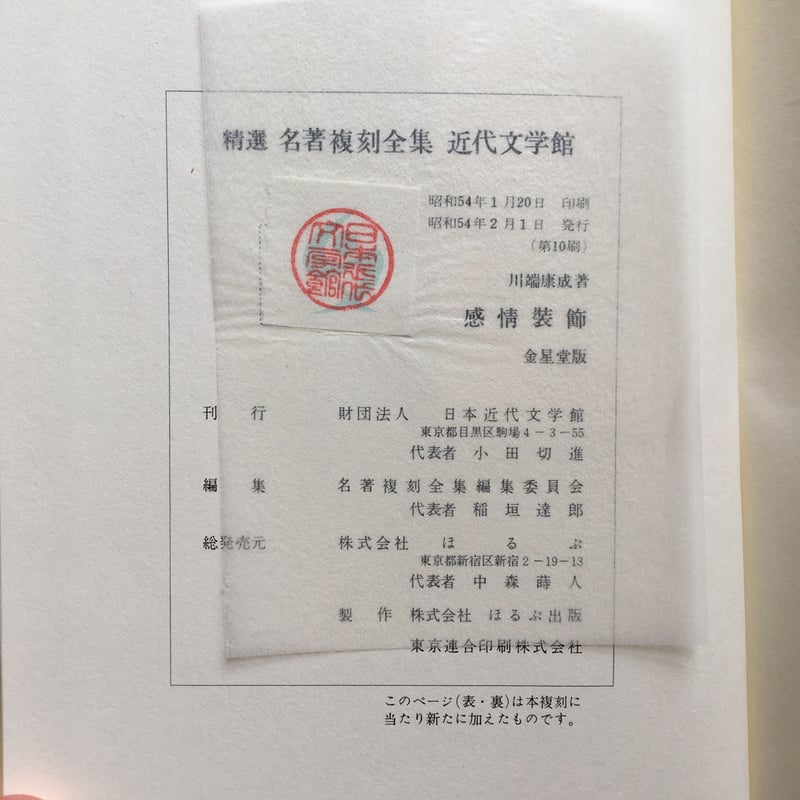 精選 名著複刻全集 近代文学館
昭和54年1月20日 印刷
昭和54年2月1日 発行
(第10刷)
川端康成著
感情装飾
金星堂版
刊行 財団法人 日本近代文学館
東京都目黒区駒場4-3-55
代表者 小田切進
編集 名著複刻全集編集委員会
代表者 稲垣達郎
総発売元 株式会社 ほるぷ
東京都新宿区新宿2-19-13
代表者 中森蒔人
製作 株式会社 ほるぷ出版
東京連合印刷株式会社
このページ(表・裏)は本複刻に
当たり新たに加えたものです。